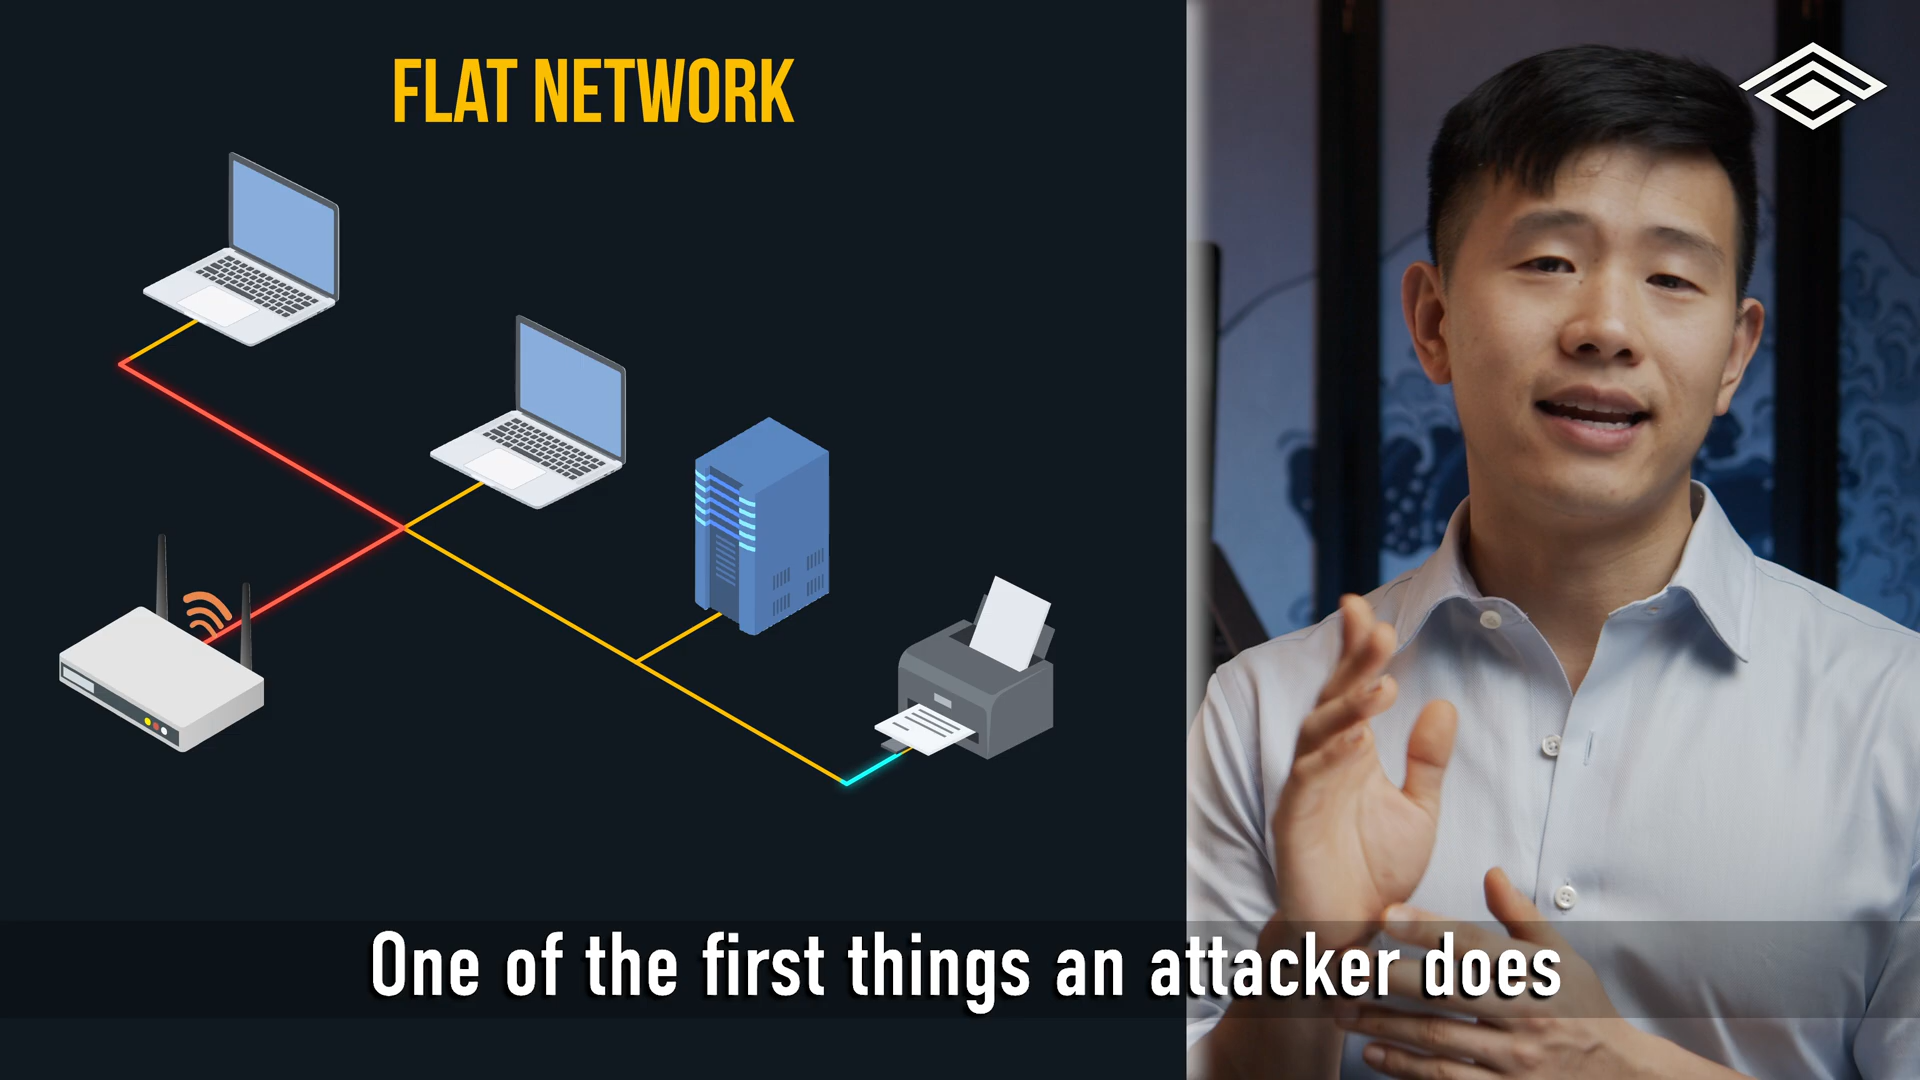 FLAT NETWORK
One of the first things an attacker does